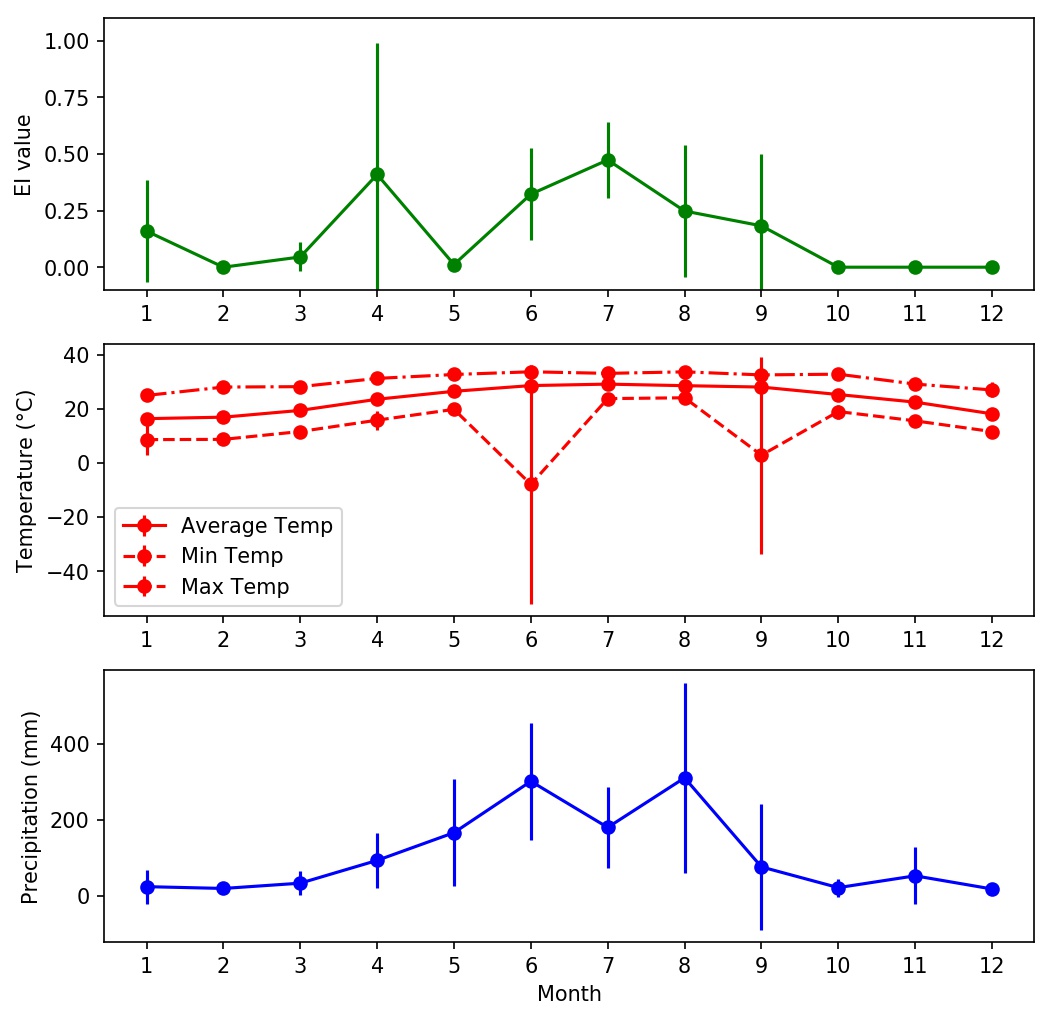 1.00
0.75
0.50
0.25
0.00
EI value
1 2 3 4 5 6 7 8 9 10 11 12
40
20
0
−20
−40
Temperature (°C)
Average Temp
Min Temp
Max Temp
1 2 3 4 5 6 7 8 9 10 11 12
400
200
0
Precipitation (mm)
1 2 3 4 5 6 7 8 9 10 11 12
Month